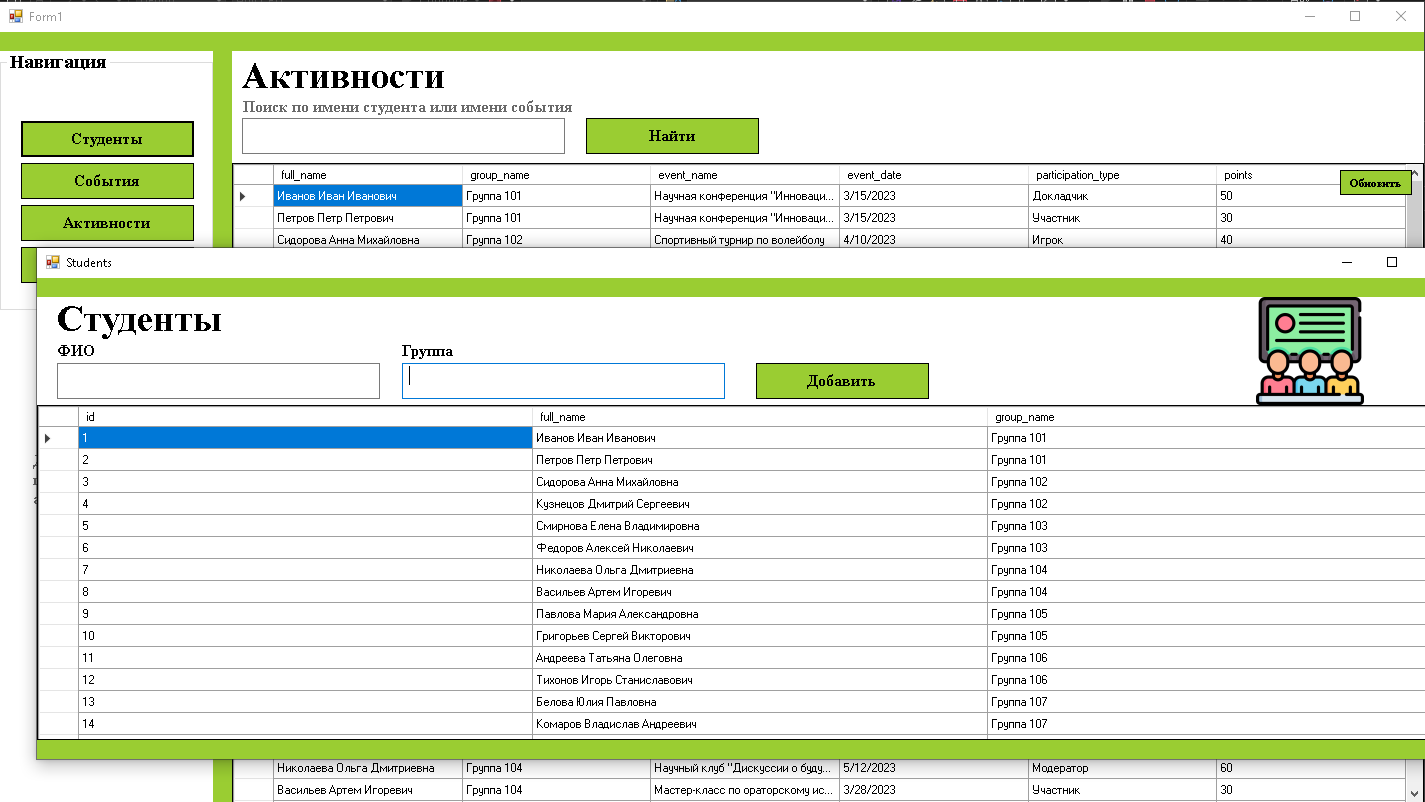 Form1
Навигация
Студенты
События
Активности
Активности
Поиск по имени студента или имени события
Найти
full_name group_name event_name event_date participation_type points
Обновить
Иванов Иван Иванович Группа 101 Научная конференция "Инноваци... 3/15/2023 Докладчик 50
Петров Петр Петрович Группа 101 Научная конференция "Инноваци... 3/15/2023 Участник 30
Сидорова Анна Михайловна Группа 102 Спортивный турнир по волейболу 4/10/2023 Игрок 40
Students
Студенты
ФИО Группа
Добавить
id full_name group_name
1 Иванов Иван Иванович Группа 101
2 Петров Петр Петрович Группа 101
3 Сидорова Анна Михайловна Группа 102
4 Кузнецов Дмитрий Сергеевич Группа 102
5 Смирнова Елена Владимировна Группа 103
6 Федоров Алексей Николаевич Группа 103
7 Николаева Ольга Дмитриевна Группа 104
8 Васильев Артем Игоревич Группа 104
9 Павлова Мария Александровна Группа 105
10 Григорьев Сергей Викторович Группа 105
11 Андреева Татьяна Олеговна Группа 106
12 Тихонов Игорь Станиславович Группа 106
13 Белова Юлия Павловна Группа 107
14 Комаров Владислав Андреевич Группа 107
Николаева Ольга Дмитриевна Группа 104 Научный клуб "Дискуссии о буду... 5/12/2023 Модератор 60
Васильев Артем Игоревич Группа 104 Мастер-класс по ораторскому ис... 3/28/2023 Участник 30